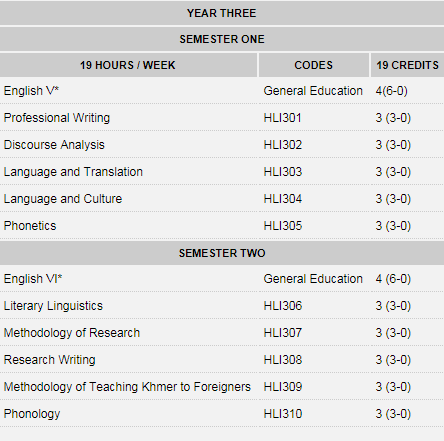 YEAR THREE
SEMESTER ONE
19 HOURS / WEEK CODES 19 CREDITS
English V* General Education 4(6-0)
Professional Writing HLI301 3 (3-0)
Discourse Analysis HLI302 3 (3-0)
Language and Translation HLI303 3 (3-0)
Language and Culture HLI304 3 (3-0)
Phonetics HLI305 3 (3-0)
SEMESTER TWO
English VI* General Education 4 (6-0)
Literary Linguistics HLI306 3 (3-0)
Methodology of Research HLI307 3 (3-0)
Research Writing HLI308 3 (3-0)
Methodology of Teaching Khmer to Foreigners HLI309 3 (3-0)
Phonology HLI310 3 (3-0)